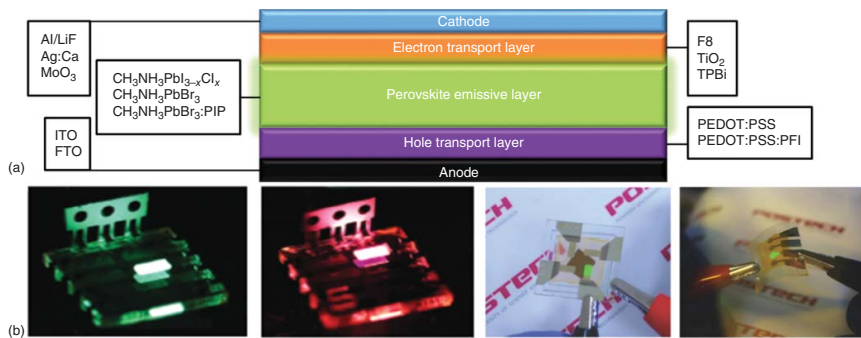 Cathode
Electron transport layer
Perovskite emissive layer
Hole transport layer
Anode
Al/LiF
Ag:Ca
MoO₃
CH₃NH₃PbI₃₋ₓClₓ
CH₃NH₃PbBr₃
CH₃NH₃PbBr₃:PIP
ITO
FTO
F8
TiO₂
TPBi
PEDOT:PSS
PEDOT:PSS:PFI
(a)
(b)
POSTECH
POSTECH